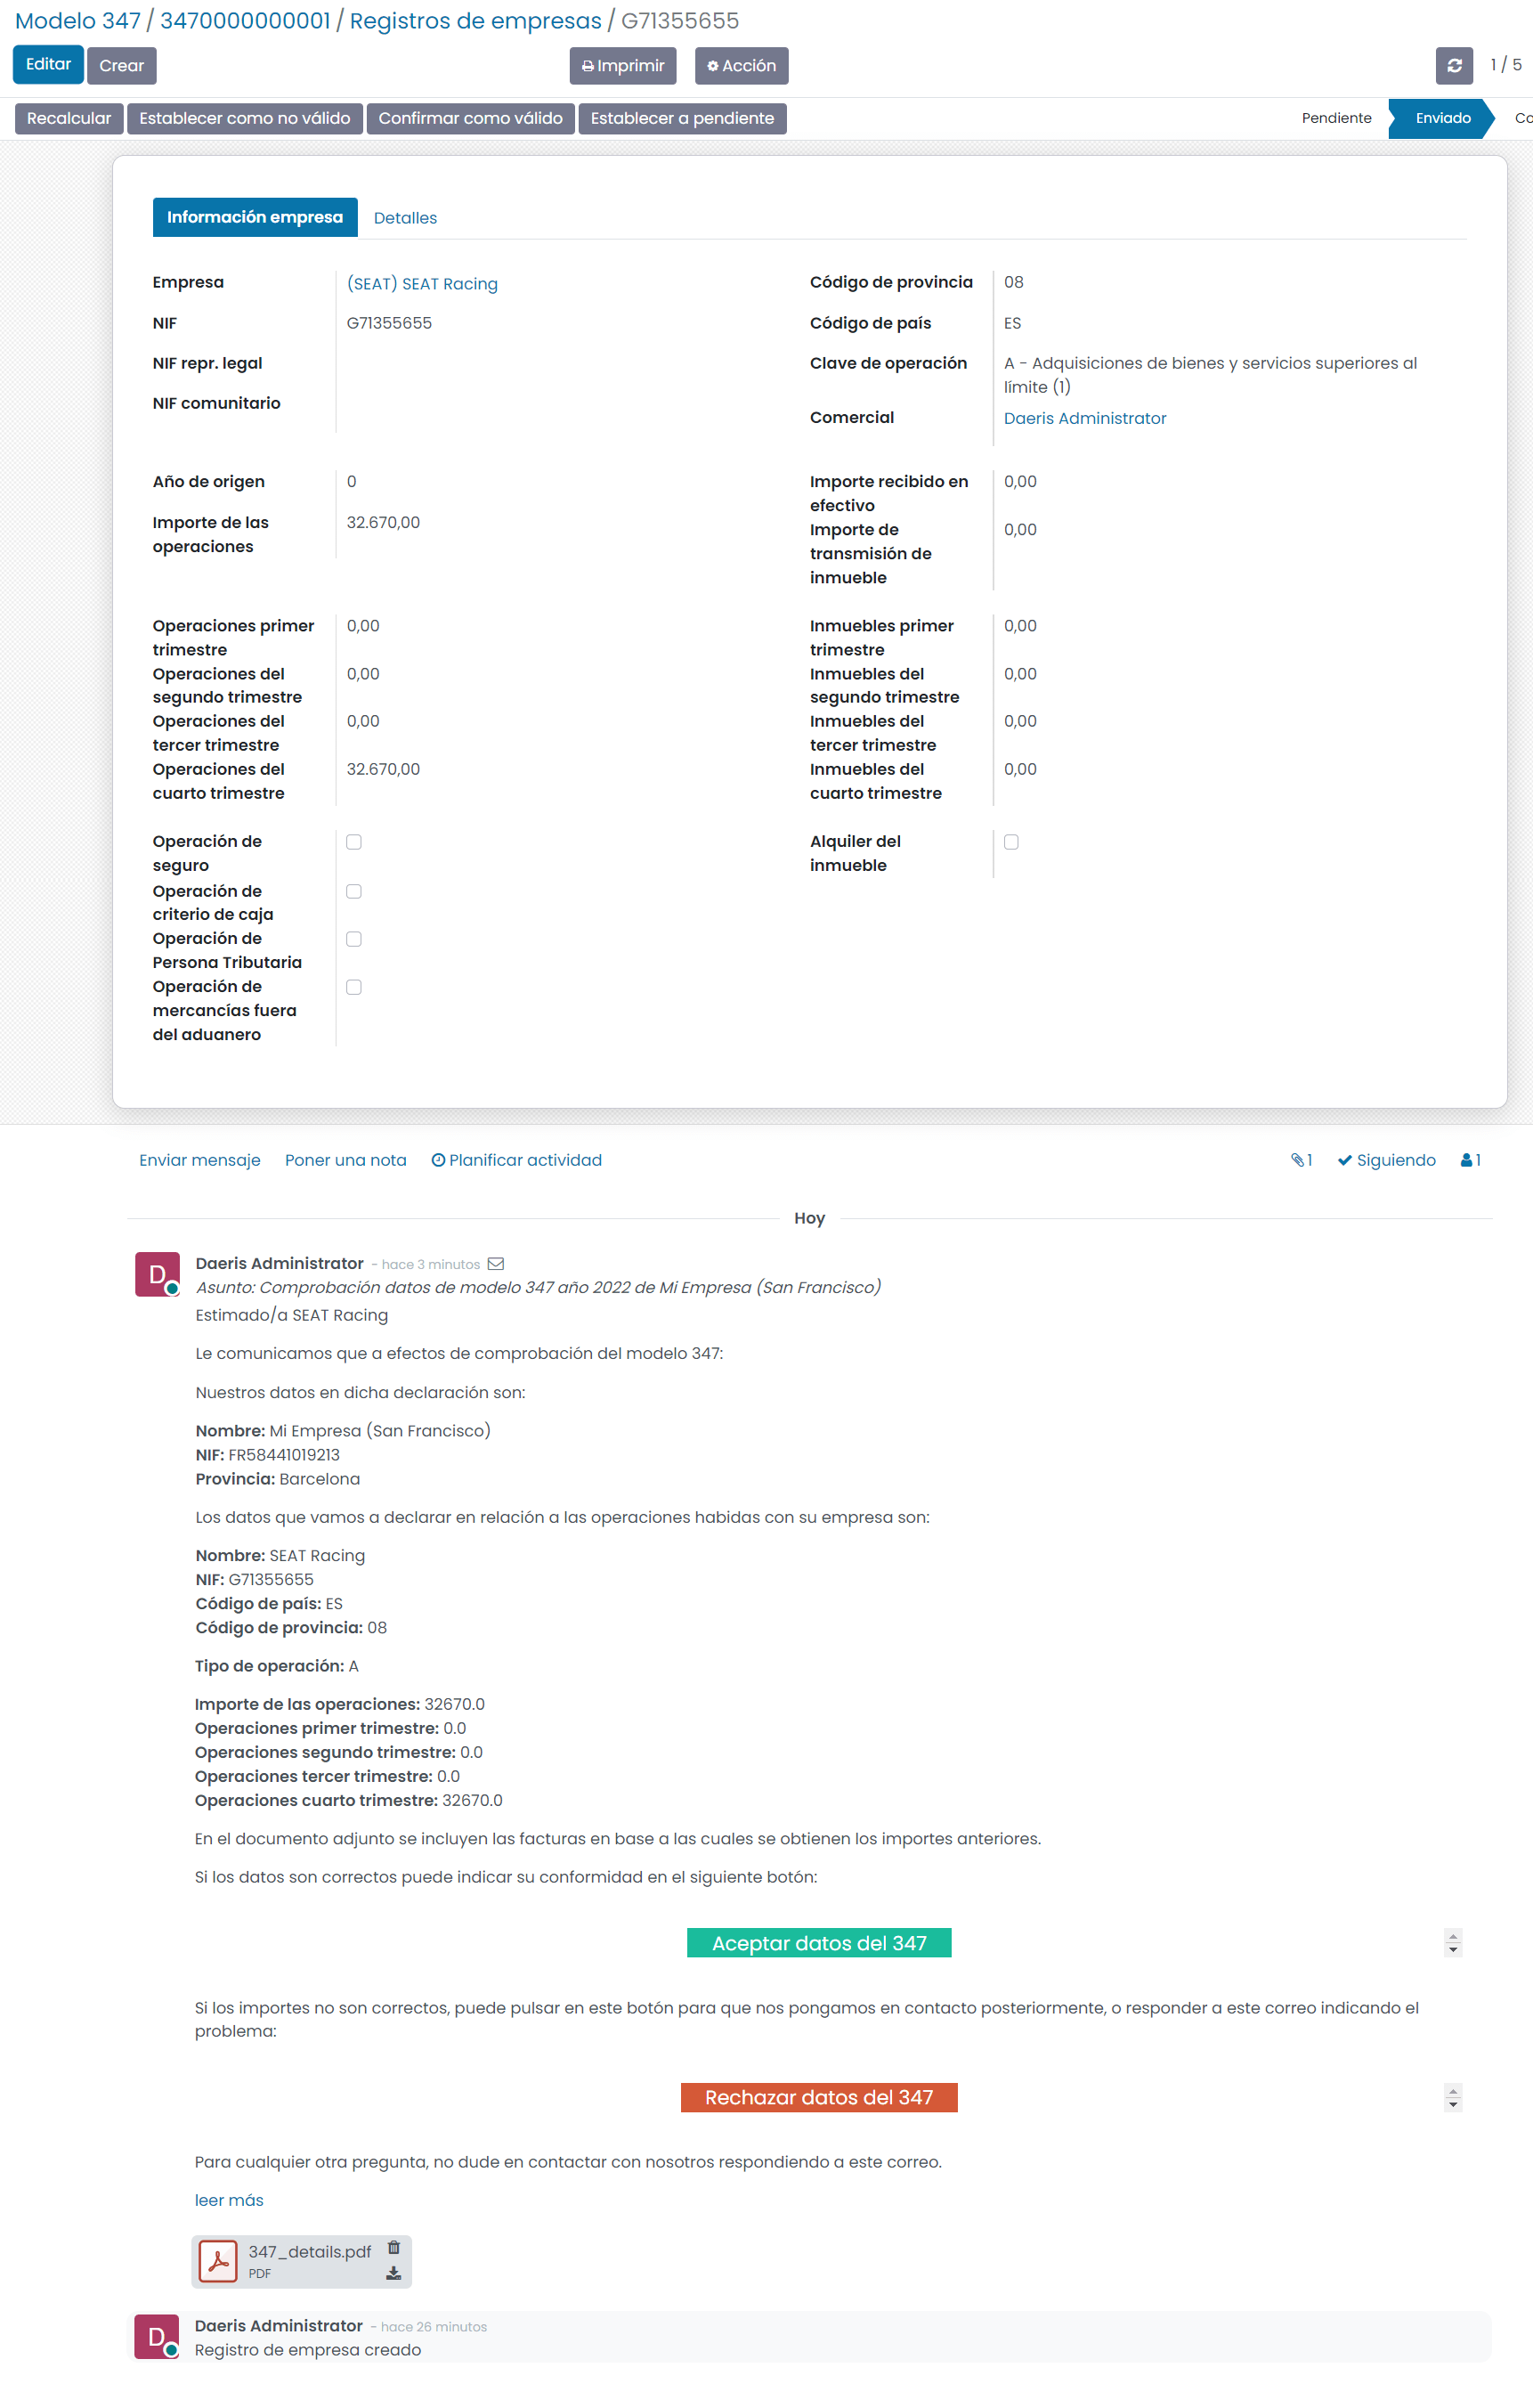 Modelo 347 / 3470000000001 / Registros de empresas / G71355655
Editar Crear Imprimir Acción 1 / 5
Recalcular Establecer como no válido Confirmar como válido Establecer a pendiente Pendiente Enviado Co
Información empresa Detalles
Empresa (SEAT) SEAT Racing
NIF G71355655
NIF repr. legal
NIF comunitario
Código de provincia 08
Código de país ES
Clave de operación A - Adquisiciones de bienes y servicios superiores al
límite (1)
Comercial Daeris Administrator
Año de origen 0
Importe de las
operaciones 32.670,00
Importe recibido en
efectivo 0,00
Importe de
transmisión de
inmueble 0,00
Operaciones primer
trimestre 0,00
Operaciones del
segundo trimestre 0,00
Operaciones del
tercer trimestre 0,00
Operaciones del
cuarto trimestre 32.670,00
Inmuebles primer
trimestre 0,00
Inmuebles del
segundo trimestre 0,00
Inmuebles del
tercer trimestre 0,00
Inmuebles del
cuarto trimestre 0,00
Operación de
seguro
Operación de
criterio de caja
Operación de
Persona Tributaria
Operación de
mercancías fuera
del aduanero
Alquiler del
inmueble
Enviar mensaje Poner una nota Planificar actividad 1 Siguiendo 1
Hoy
D Daeris Administrator - hace 3 minutos
Asunto: Comprobación datos de modelo 347 año 2022 de Mi Empresa (San Francisco)
Estimado/a SEAT Racing
Le comunicamos que a efectos de comprobación del modelo 347:
Nuestros datos en dicha declaración son:
Nombre: Mi Empresa (San Francisco)
NIF: FR58441019213
Provincia: Barcelona
Los datos que vamos a declarar en relación a las operaciones habidas con su empresa son:
Nombre: SEAT Racing
NIF: G71355655
Código de país: ES
Código de provincia: 08
Tipo de operación: A
Importe de las operaciones: 32670.0
Operaciones primer trimestre: 0.0
Operaciones segundo trimestre: 0.0
Operaciones tercer trimestre: 0.0
Operaciones cuarto trimestre: 32670.0
En el documento adjunto se incluyen las facturas en base a las cuales se obtienen los importes anteriores.
Si los datos son correctos puede indicar su conformidad en el siguiente botón:
Aceptar datos del 347
Si los importes no son correctos, puede pulsar en este botón para que nos pongamos en contacto posteriormente, o responder a este correo indicando el
problema:
Rechazar datos del 347
Para cualquier otra pregunta, no dude en contactar con nosotros respondiendo a este correo.
leer más
347_details.pdf
PDF
D Daeris Administrator - hace 26 minutos
Registro de empresa creado